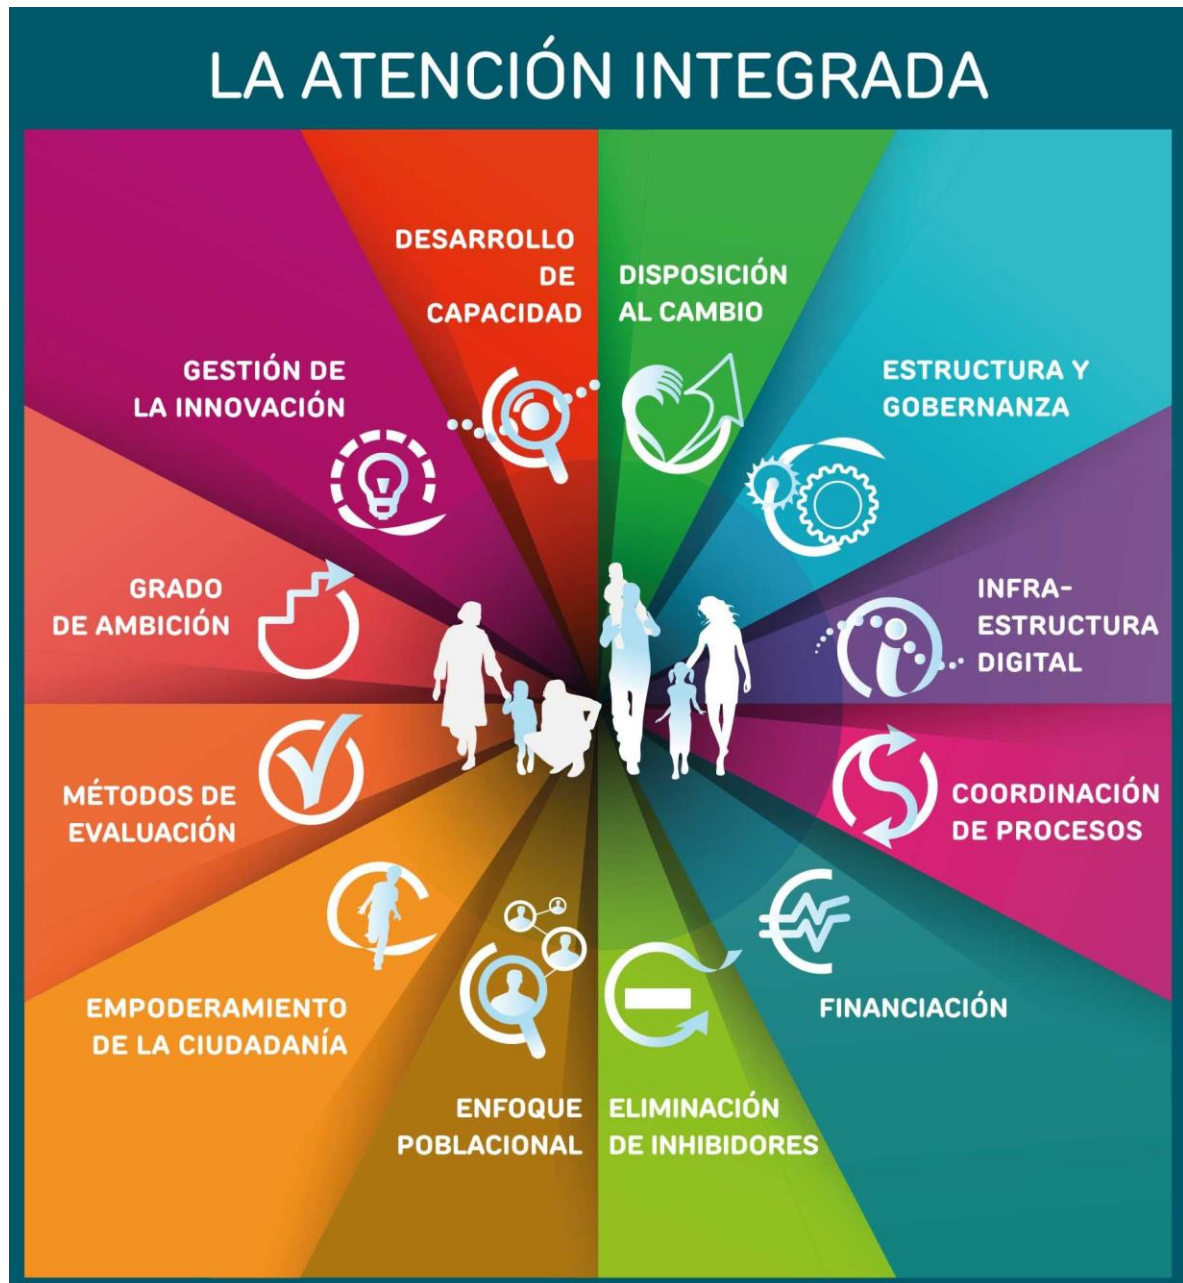 LA ATENCIÓN INTEGRADA
DESARROLLO
DE
CAPACIDAD
DISPOSICIÓN
AL CAMBIO
ESTRUCTURA Y
GOBERNANZA
INFRA-
ESTRUCTURA
DIGITAL
COORDINACIÓN
DE PROCESOS
FINANCIACIÓN
ELIMINACIÓN
DE INHIBIDORES
ENFOQUE
POBLACIONAL
EMPODERAMIENTO
DE LA CIUDADANÍA
MÉTODOS DE
EVALUACIÓN
GRADO
DE AMBICIÓN
GESTIÓN DE
LA INNOVACIÓN